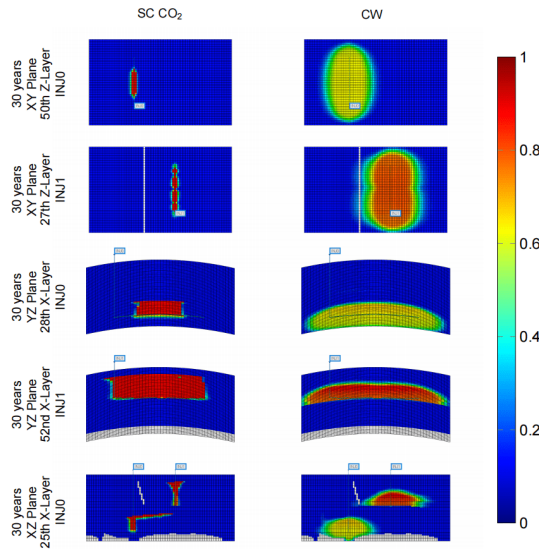 SC CO₂
CW
30 years
XY Plane
50th Z-Layer
INJ0
30 years
XY Plane
27th Z-Layer
INJ1
30 years
YZ Plane
28th X-Layer
INJ0
30 years
YZ Plane
52nd X-Layer
INJ1
30 years
XZ Plane
25th X-Layer
INJ0
1
0.8
0.6
0.4
0.2
0